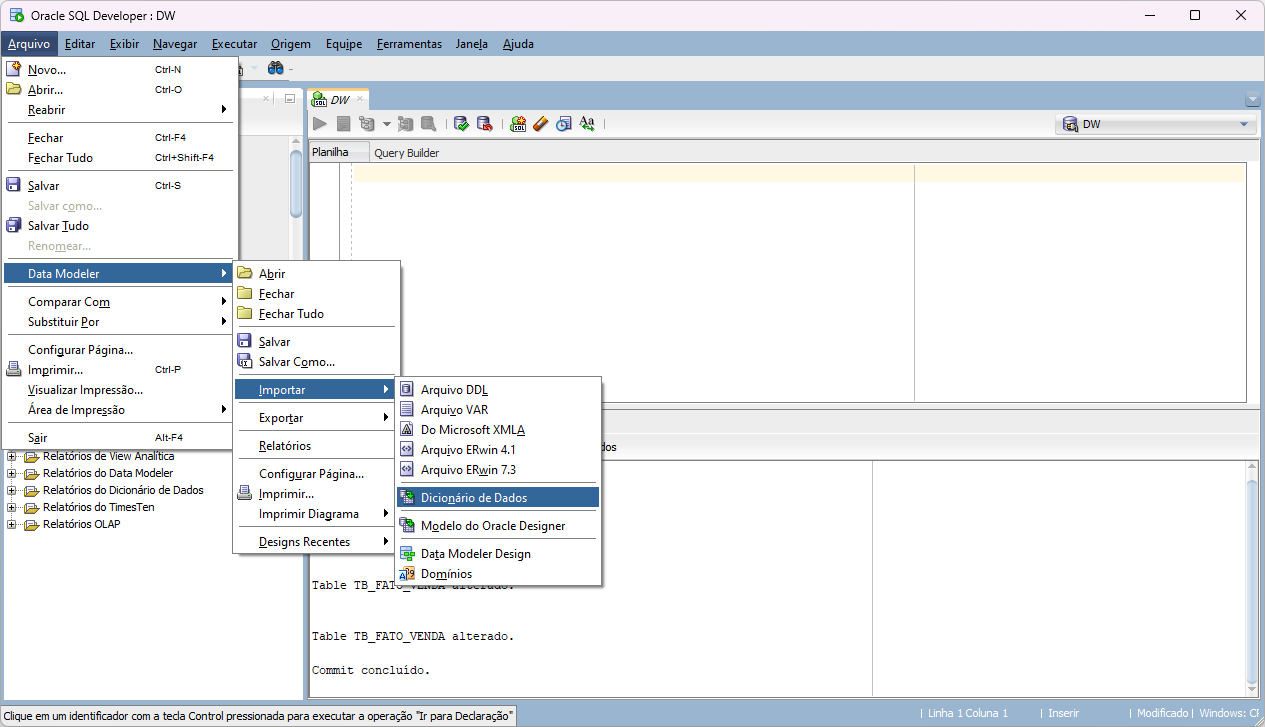 Oracle SQL Developer : DW
Arquivo Editar Exibir Navegar Executar Origem Equipe Ferramentas Janela Ajuda
Novo... Ctrl-N
Abrir... Ctrl-O
Reabrir
Fechar Ctrl-F4
Fechar Tudo Ctrl+Shift-F4
Salvar Ctrl-S
Salvar como...
Salvar Tudo
Renomear...
Data Modeler
Comparar Com
Substituir Por
Configurar Página...
Imprimir... Ctrl-P
Visualizar Impressão...
Área de Impressão
Sair Alt-F4
Abrir
Fechar
Fechar Tudo
Salvar
Salvar Como...
Importar
Exportar
Relatórios
Configurar Página...
Imprimir...
Imprimir Diagrama
Designs Recentes
Arquivo DDL
Arquivo VAR
Do Microsoft XMLA
Arquivo ERwin 4.1
Arquivo ERwin 7.3
Dicionário de Dados
Modelo do Oracle Designer
Data Modeler Design
Domínios
DW
DW
Planilha Query Builder
Relatórios de View Analítica
Relatórios do Data Modeler
Relatórios do Dicionário de Dados
Relatórios do TimesTen
Relatórios OLAP
Table TB_FATO_VENDA alterado.
Table TB_FATO_VENDA alterado.
Commit concluído.
Clique em um identificador com a tecla Control pressionada para executar a operação "Ir para Declaração"
| Linha 1 Coluna 1 | Inserir | Modificado | Windows: